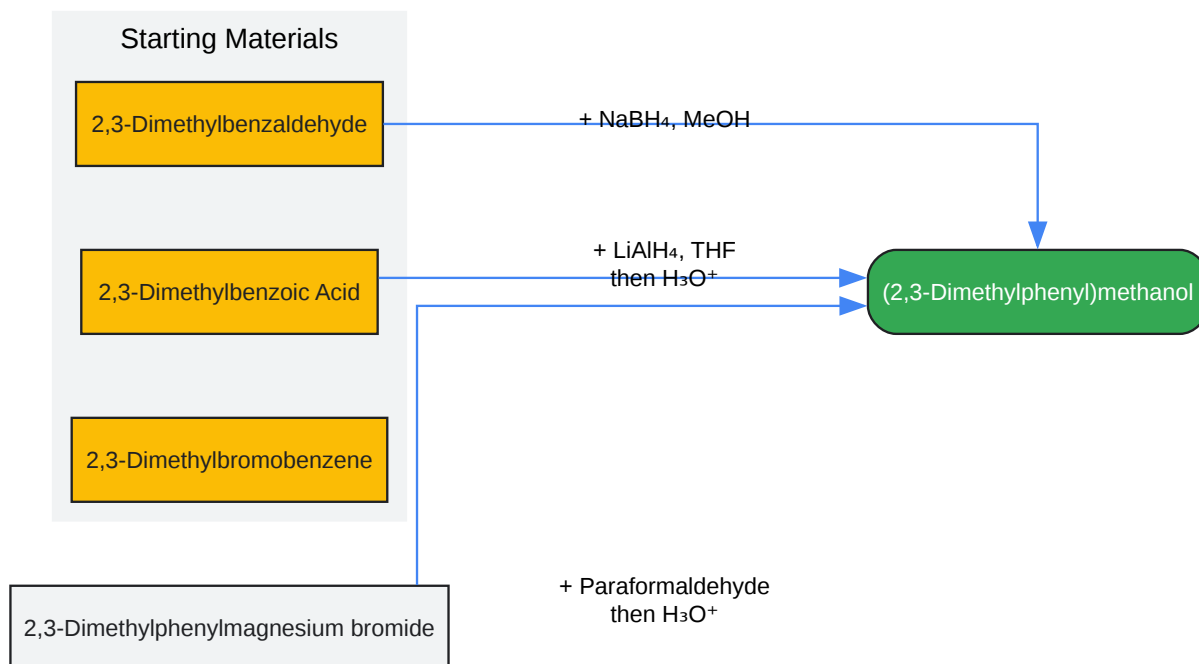 Starting Materials
2,3-Dimethylbenzaldehyde
+ NaBH₄, MeOH
2,3-Dimethylbenzoic Acid
+ LiAlH₄, THF
then H₃O⁺
(2,3-Dimethylphenyl)methanol
2,3-Dimethylbromobenzene
2,3-Dimethylphenylmagnesium bromide
+ Paraformaldehyde
then H₃O⁺